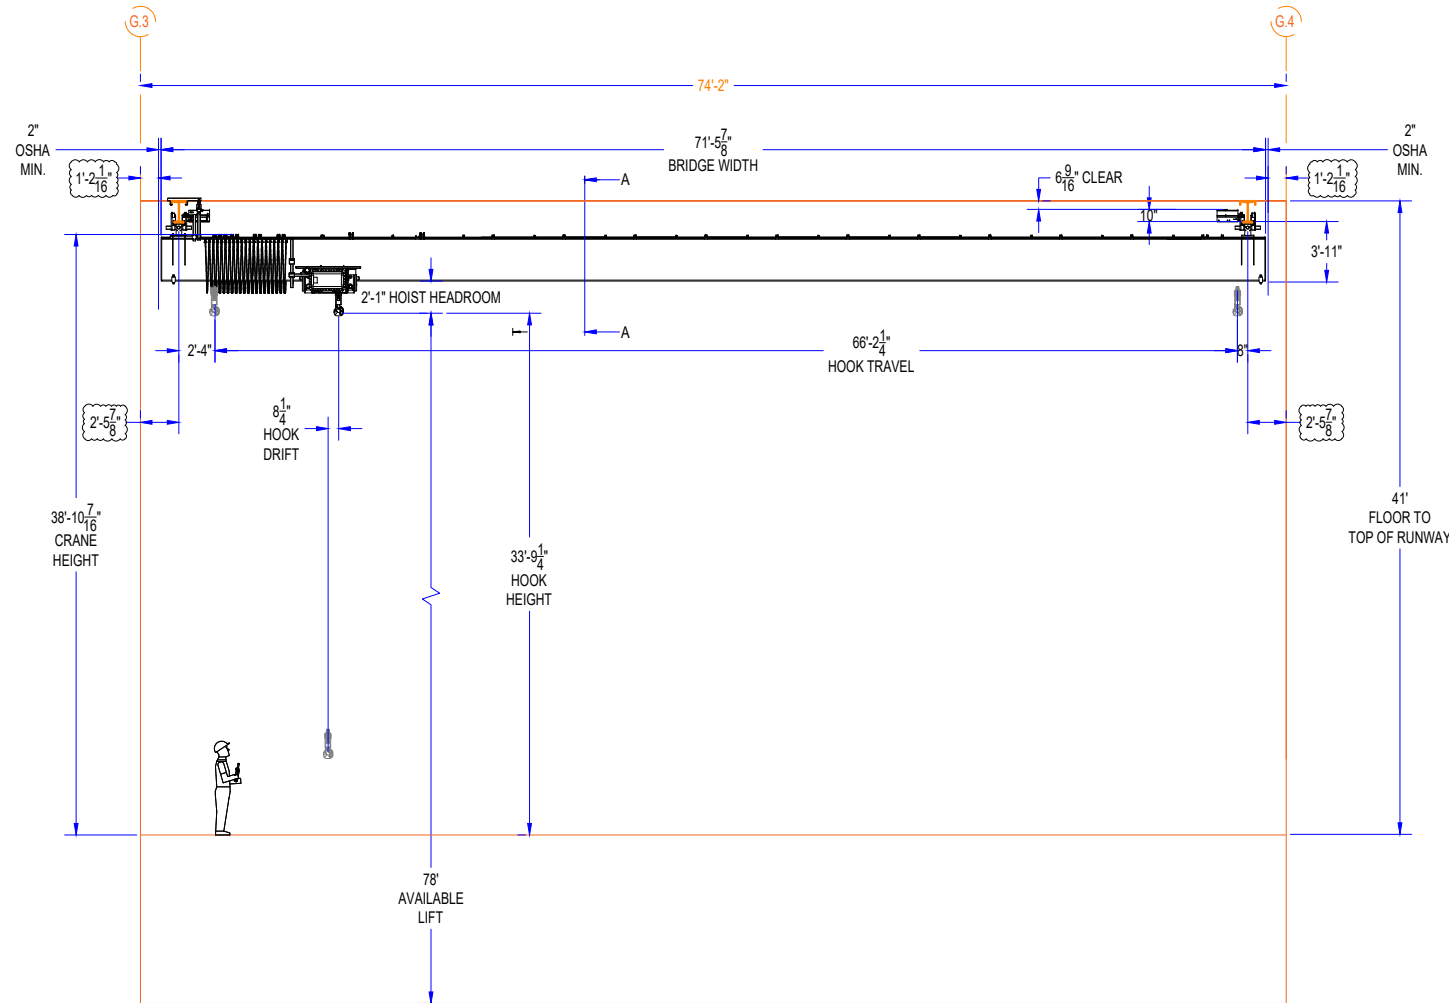 G.3
G.4
74'-2"
2"
OSHA
MIN.
71'-5 7/8"
BRIDGE WIDTH
2"
OSHA
MIN.
1'-2 1/16"
A
6 9/16" CLEAR
1'-2 1/16"
10"
3'-11"
2'-1" HOIST HEADROOM
A
2'-4"
66'-2 1/4"
HOOK TRAVEL
8"
2'-5 7/8"
8 1/4"
HOOK
DRIFT
2'-5 7/8"
38'-10 7/16"
CRANE
HEIGHT
41'
FLOOR TO
TOP OF RUNWAY
33'-9 1/4"
HOOK
HEIGHT
78'
AVAILABLE
LIFT